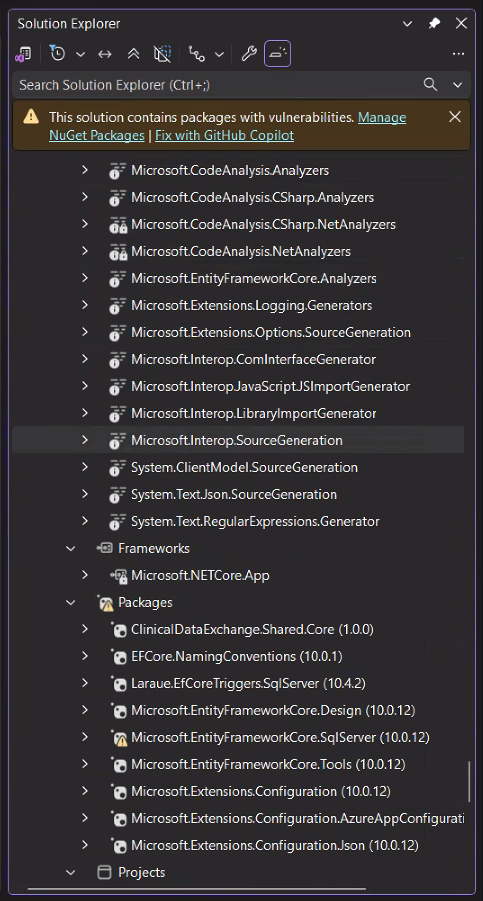 Solution Explorer
Search Solution Explorer (Ctrl+;)
This solution contains packages with vulnerabilities. Manage
NuGet Packages | Fix with GitHub Copilot
Microsoft.CodeAnalysis.Analyzers
Microsoft.CodeAnalysis.CSharp.Analyzers
Microsoft.CodeAnalysis.CSharp.NetAnalyzers
Microsoft.CodeAnalysis.NetAnalyzers
Microsoft.EntityFrameworkCore.Analyzers
Microsoft.Extensions.Logging.Generators
Microsoft.Extensions.Options.SourceGeneration
Microsoft.Interop.ComInterfaceGenerator
Microsoft.Interop.JavaScript.JSImportGenerator
Microsoft.Interop.LibraryImportGenerator
Microsoft.Interop.SourceGeneration
System.ClientModel.SourceGeneration
System.Text.Json.SourceGeneration
System.Text.RegularExpressions.Generator
Frameworks
Microsoft.NETCore.App
Packages
ClinicalDataExchange.Shared.Core (1.0.0)
EFCore.NamingConventions (10.0.1)
Laraue.EfCoreTriggers.SqlServer (10.4.2)
Microsoft.EntityFrameworkCore.Design (10.0.12)
Microsoft.EntityFrameworkCore.SqlServer (10.0.12)
Microsoft.EntityFrameworkCore.Tools (10.0.12)
Microsoft.Extensions.Configuration (10.0.12)
Microsoft.Extensions.Configuration.AzureAppConfigurati
Microsoft.Extensions.Configuration.Json (10.0.12)
Projects